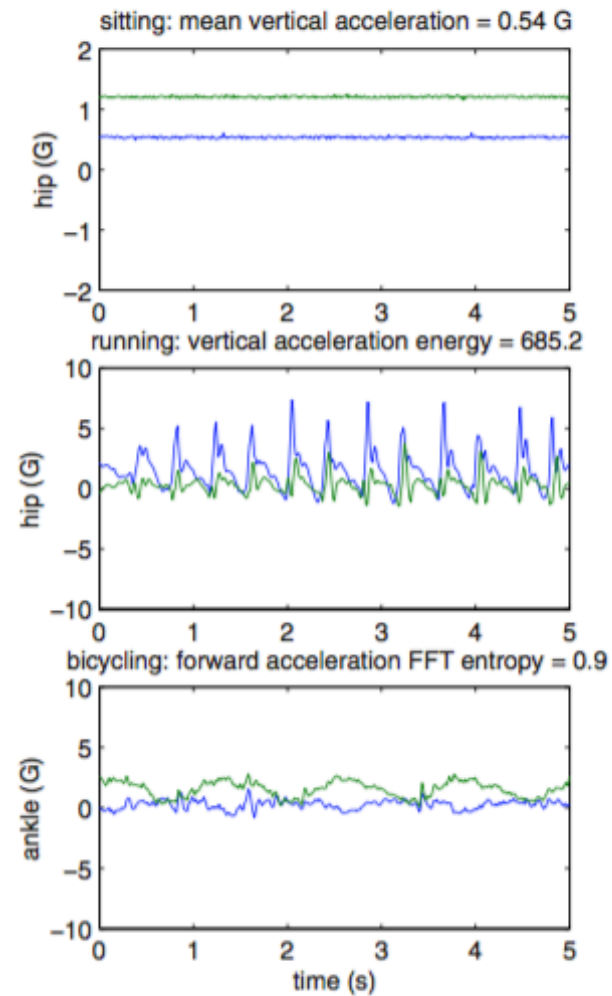 sitting: mean vertical acceleration = 0.54 G
2
1
0
−1
−2
hip (G)
0 1 2 3 4 5
running: vertical acceleration energy = 685.2
10
5
0
−5
−10
hip (G)
0 1 2 3 4 5
bicycling: forward acceleration FFT entropy = 0.9
10
5
0
−5
−10
ankle (G)
0 1 2 3 4 5
time (s)